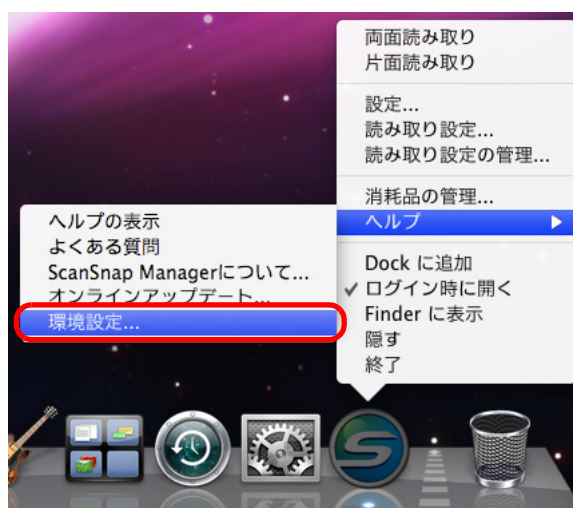 両面読み取り
片面読み取り
設定...
読み取り設定...
読み取り設定の管理...
消耗品の管理...
ヘルプ
ヘルプの表示
よくある質問
ScanSnap Managerについて...
オンラインアップデート...
環境設定...
Dock に追加
ログイン時に開く
Finder に表示
隠す
終了